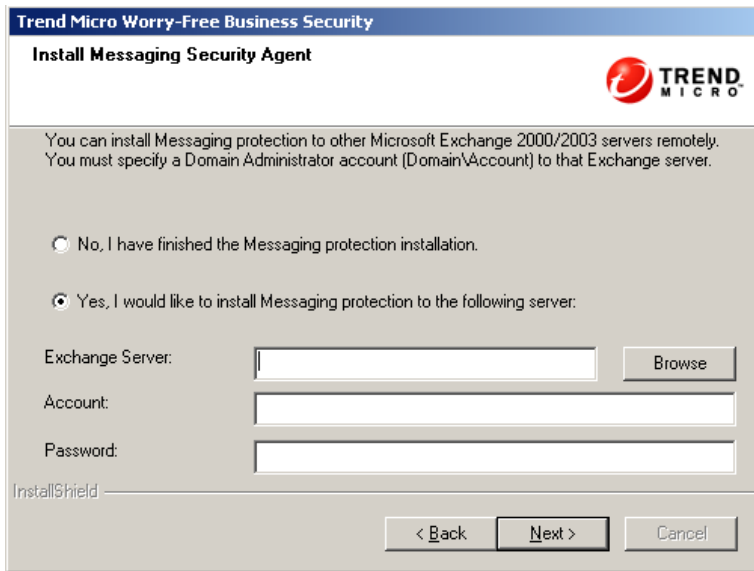 Trend Micro Worry-Free Business Security
Install Messaging Security Agent
TREND
MICRO™
You can install Messaging protection to other Microsoft Exchange 2000/2003 servers remotely.
You must specify a Domain Administrator account (Domain\Account) to that Exchange server.
No, I have finished the Messaging protection installation.
Yes, I would like to install Messaging protection to the following server:
Exchange Server:
Browse
Account:
Password:
InstallShield
< Back
Next >
Cancel